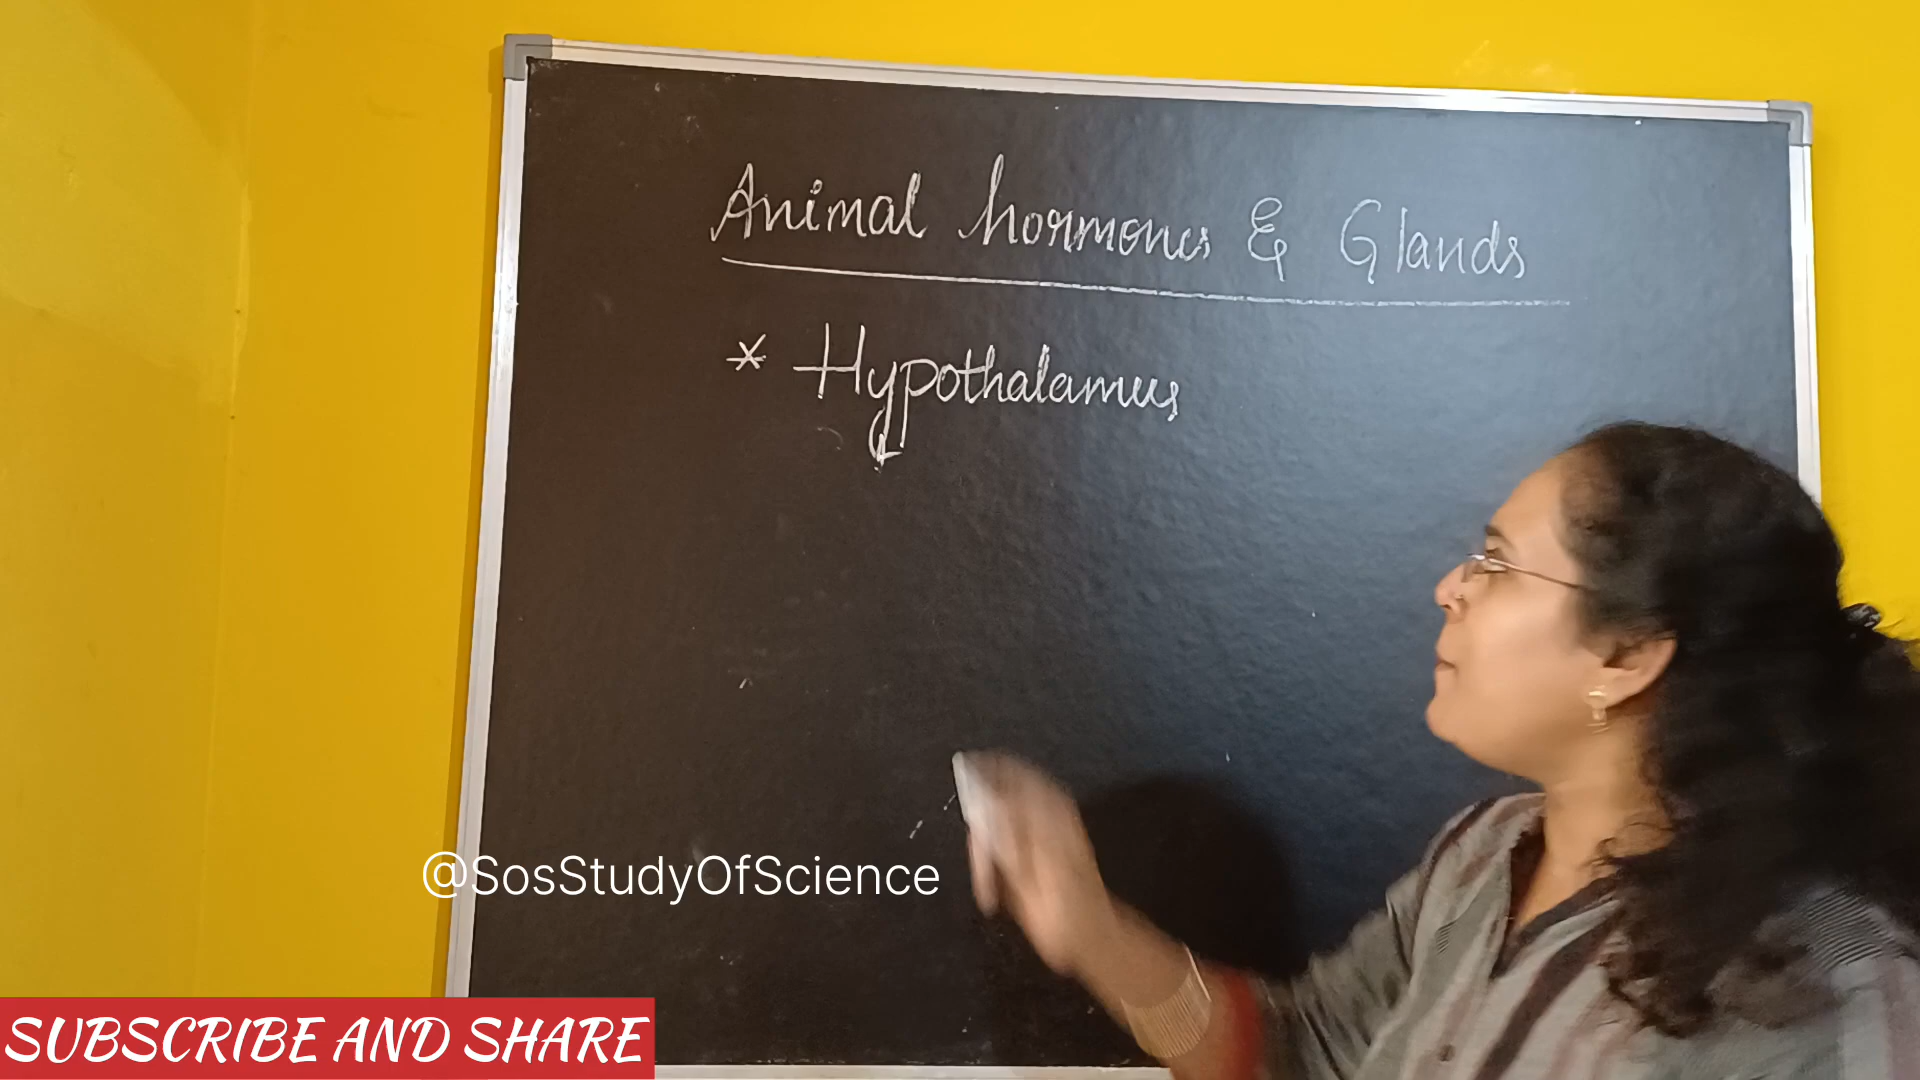 Animal hormones & Glands
* Hypothalamus
@SosStudyOfScience
SUBSCRIBE AND SHARE